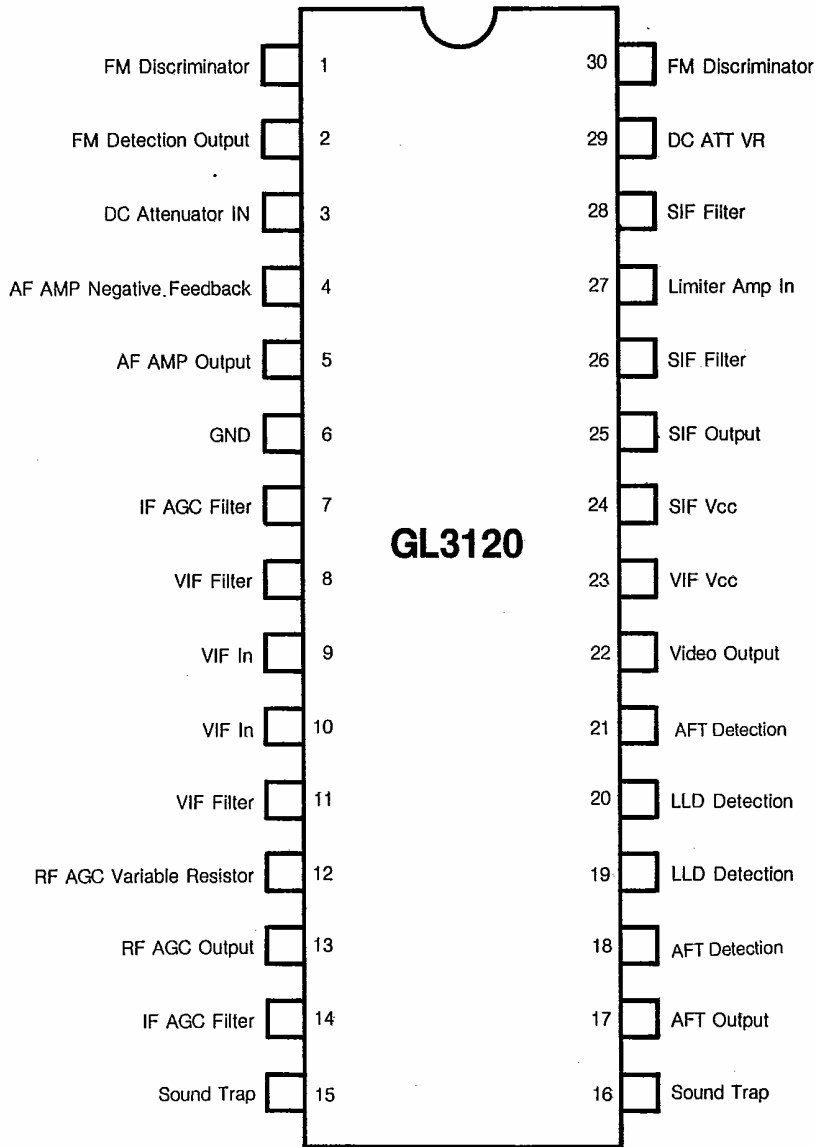 FM Discriminator 1 30 FM Discriminator
FM Detection Output 2 29 DC ATT VR
DC Attenuator IN 3 28 SIF Filter
AF AMP Negative.Feedback 4 27 Limiter Amp In
AF AMP Output 5 26 SIF Filter
GND 6 25 SIF Output
IF AGC Filter 7 24 SIF Vcc
GL3120
VIF Filter 8 23 VIF Vcc
VIF In 9 22 Video Output
VIF In 10 21 AFT Detection
VIF Filter 11 20 LLD Detection
RF AGC Variable Resistor 12 19 LLD Detection
RF AGC Output 13 18 AFT Detection
IF AGC Filter 14 17 AFT Output
Sound Trap 15 16 Sound Trap